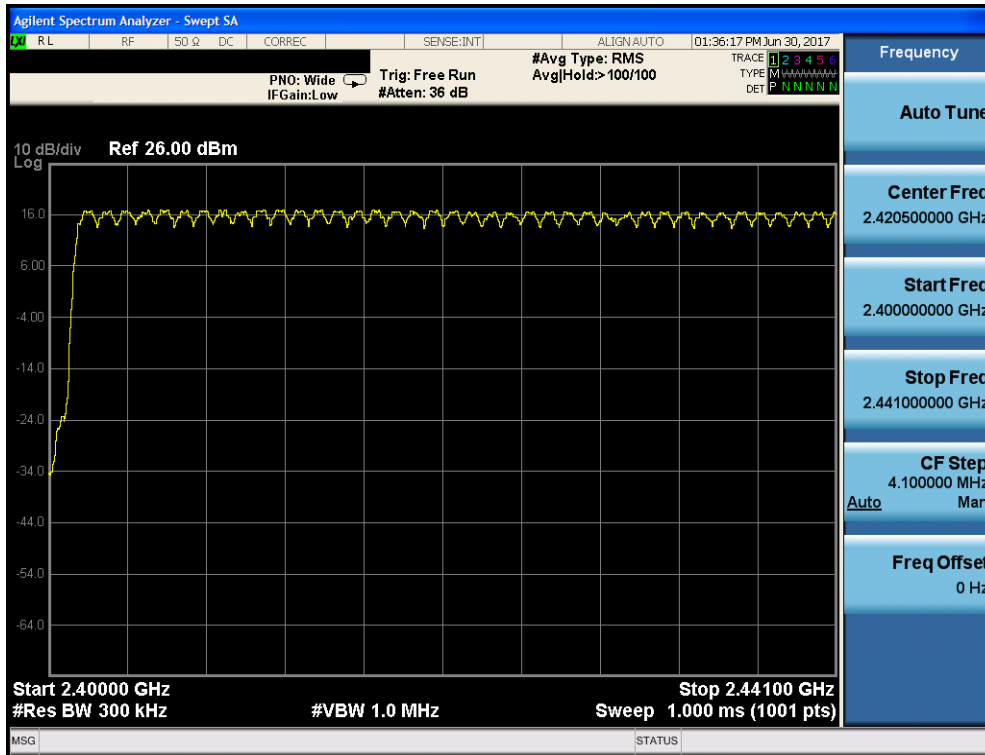 Agilent Spectrum Analyzer - Swept SA
LXI RL RF 50 Ω DC CORREC SENSE:INT ALIGN AUTO 01:36:17 PM Jun 30, 2017
PNO: Wide Trig: Free Run #Avg Type: RMS TRACE 1 2 3 4 5 6
IFGain:Low #Atten: 36 dB Avg|Hold:>100/100 TYPE M
DET P N N N N N
Frequency
Auto Tune
Center Freq
2.420500000 GHz
Start Freq
2.400000000 GHz
Stop Freq
2.441000000 GHz
CF Step
4.100000 MHz
Auto Man
Freq Offset
0 Hz
10 dB/div Ref 26.00 dBm
Log
16.0
6.00
-4.00
-14.0
-24.0
-34.0
-44.0
-54.0
-64.0
Start 2.40000 GHz Stop 2.44100 GHz
#Res BW 300 kHz #VBW 1.0 MHz Sweep 1.000 ms (1001 pts)
MSG STATUS